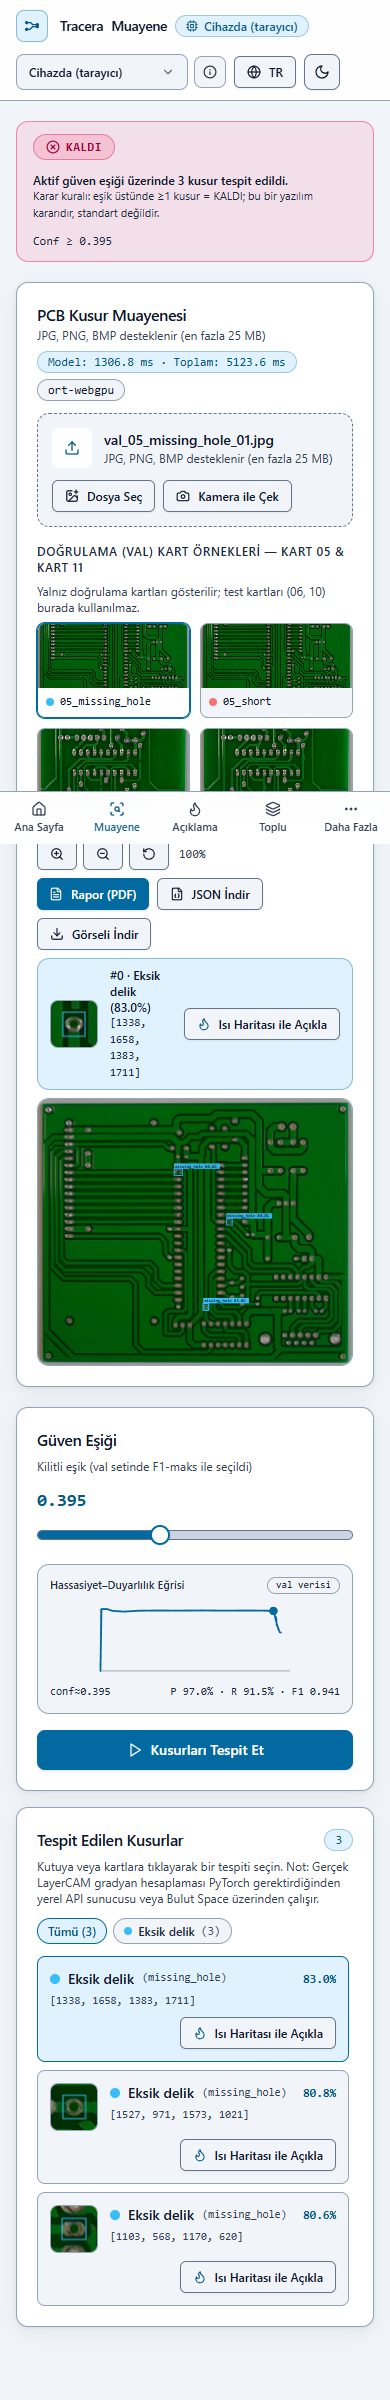 Tracera Muayene Cihazda (tarayıcı)
Cihazda (tarayıcı) TR
KALDI
Aktif güven eşiği üzerinde 3 kusur tespit edildi.
Karar kuralı: eşik üstünde ≥1 kusur = KALDI; bu bir yazılım
kararıdır, standart değildir.
Conf ≥ 0.395
PCB Kusur Muayenesi
JPG, PNG, BMP desteklenir (en fazla 25 MB)
Model: 1306.8 ms · Toplam: 5123.6 ms
ort-webgpu
val_05_missing_hole_01.jpg
JPG, PNG, BMP desteklenir (en fazla 25 MB)
Dosya Seç Kamera ile Çek
DOĞRULAMA (VAL) KART ÖRNEKLERİ — KART 05 &
KART 11
Yalnız doğrulama kartları gösterilir; test kartları (06, 10)
burada kullanılmaz.
05_missing_hole 05_short
Ana Sayfa Muayene Açıklama Toplu Daha Fazla
100%
Rapor (PDF) JSON İndir
Görseli İndir
#0 · Eksik
delik
(83.0%)
[1338,
1658,
1383,
1711]
Isı Haritası ile Açıkla
missing_hole 80.6%
missing_hole 80.8%
missing_hole 83.0%
Güven Eşiği
Kilitli eşik (val setinde F1-maks ile seçildi)
0.395
Hassasiyet–Duyarlılık Eğrisi val verisi
conf≈0.395 P 97.0% · R 91.5% · F1 0.941
Kusurları Tespit Et
Tespit Edilen Kusurlar 3
Kutuya veya kartlara tıklayarak bir tespiti seçin. Not: Gerçek
LayerCAM gradyan hesaplaması PyTorch gerektirdiğinden
yerel API sunucusu veya Bulut Space üzerinden çalışır.
Tümü (3) Eksik delik (3)
Eksik delik (missing_hole) 83.0%
[1338, 1658, 1383, 1711]
Isı Haritası ile Açıkla
Eksik delik (missing_hole) 80.8%
[1527, 971, 1573, 1021]
Isı Haritası ile Açıkla
Eksik delik (missing_hole) 80.6%
[1103, 568, 1170, 620]
Isı Haritası ile Açıkla